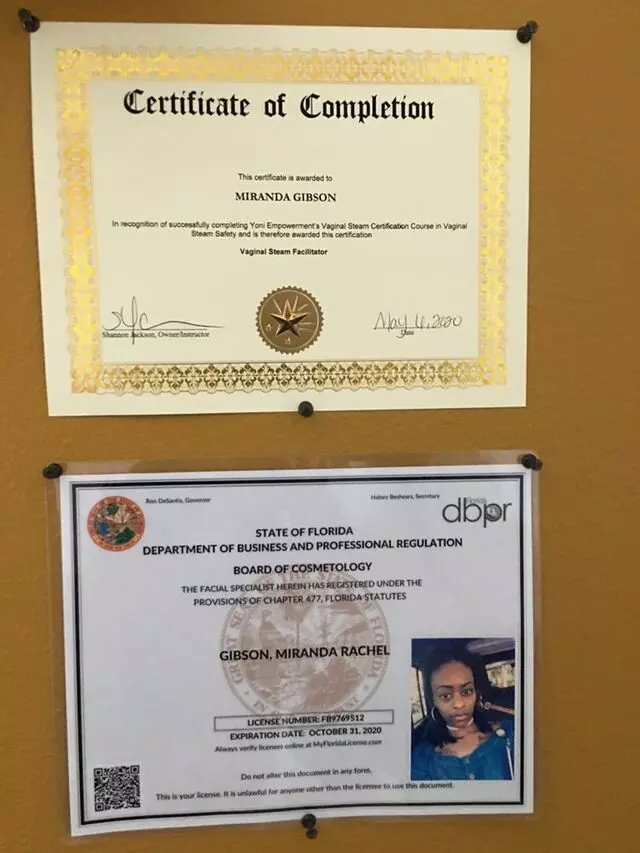 Certificate of Completion
This certificate is awarded to
MIRANDA GIBSON
In recognition of successfully completing Yoni Empowerment's Vaginal Steam Certification Course in Vaginal
Steam Safety and is therefore awarded this certification
Vaginal Steam Facilitator
Shannon Jackson, Owner/Instructor
May 6, 2020
Date
Ron DeSantis, Governor
Halsey Beshears, Secretary
Florida
dbpr
STATE OF FLORIDA
DEPARTMENT OF BUSINESS AND PROFESSIONAL REGULATION
BOARD OF COSMETOLOGY
THE FACIAL SPECIALIST HEREIN HAS REGISTERED UNDER THE
PROVISIONS OF CHAPTER 477, FLORIDA STATUTES
GIBSON, MIRANDA RACHEL
LICENSE NUMBER: FB9769512
EXPIRATION DATE: OCTOBER 31, 2020
Always verify licenses online at MyFloridaLicense.com
Do not alter this document in any form.
This is your license. It is unlawful for anyone other than the licensee to use this document.